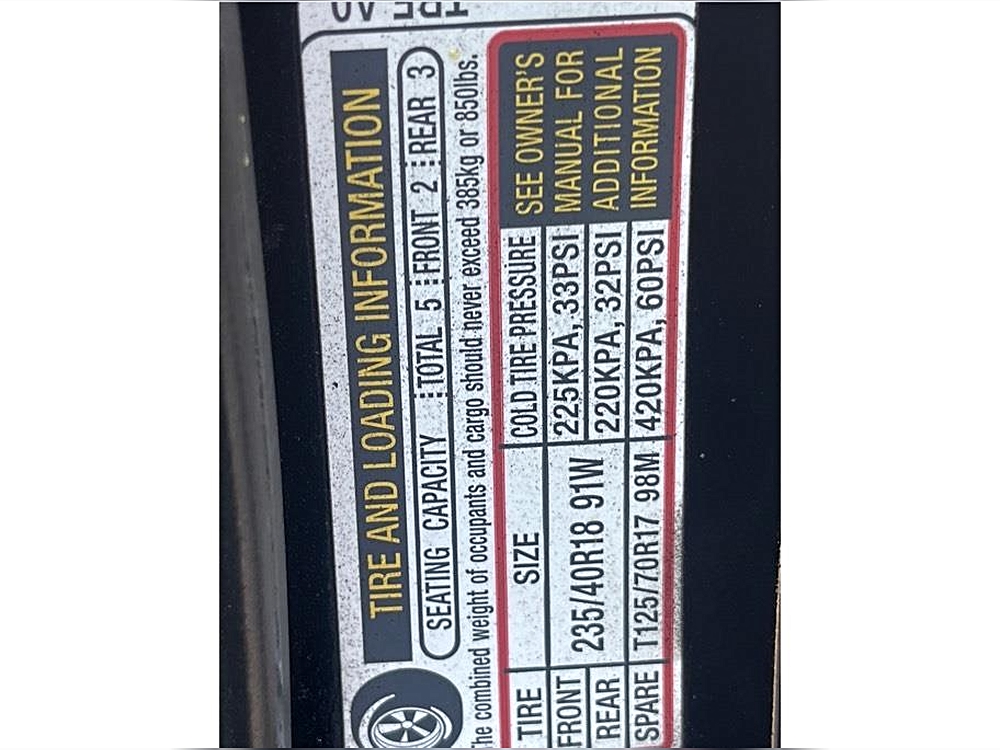 TIRE AND LOADING INFORMATION
SEATING CAPACITY TOTAL 5 FRONT 2 REAR 3
The combined weight of occupants and cargo should never exceed 385kg or 850lbs.
TIRE SIZE COLD TIRE PRESSURE
FRONT 235/40R18 91W 225KPA, 33PSI
REAR 220KPA, 32PSI
SPARE T125/70R17 98M 420KPA, 60PSI
SEE OWNER'S
MANUAL FOR
ADDITIONAL
INFORMATION